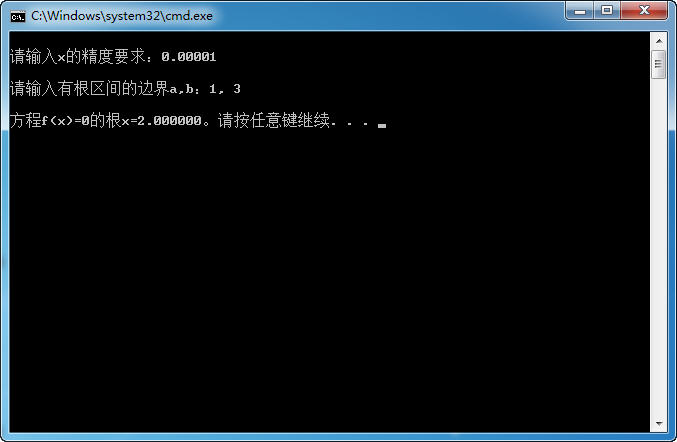 C:\Windows\system32\cmd.exe
请输入x的精度要求：0.00001
请输入有根区间的边界a,b：1, 3
方程f(x)=0的根x=2.000000。请按任意键继续. . .